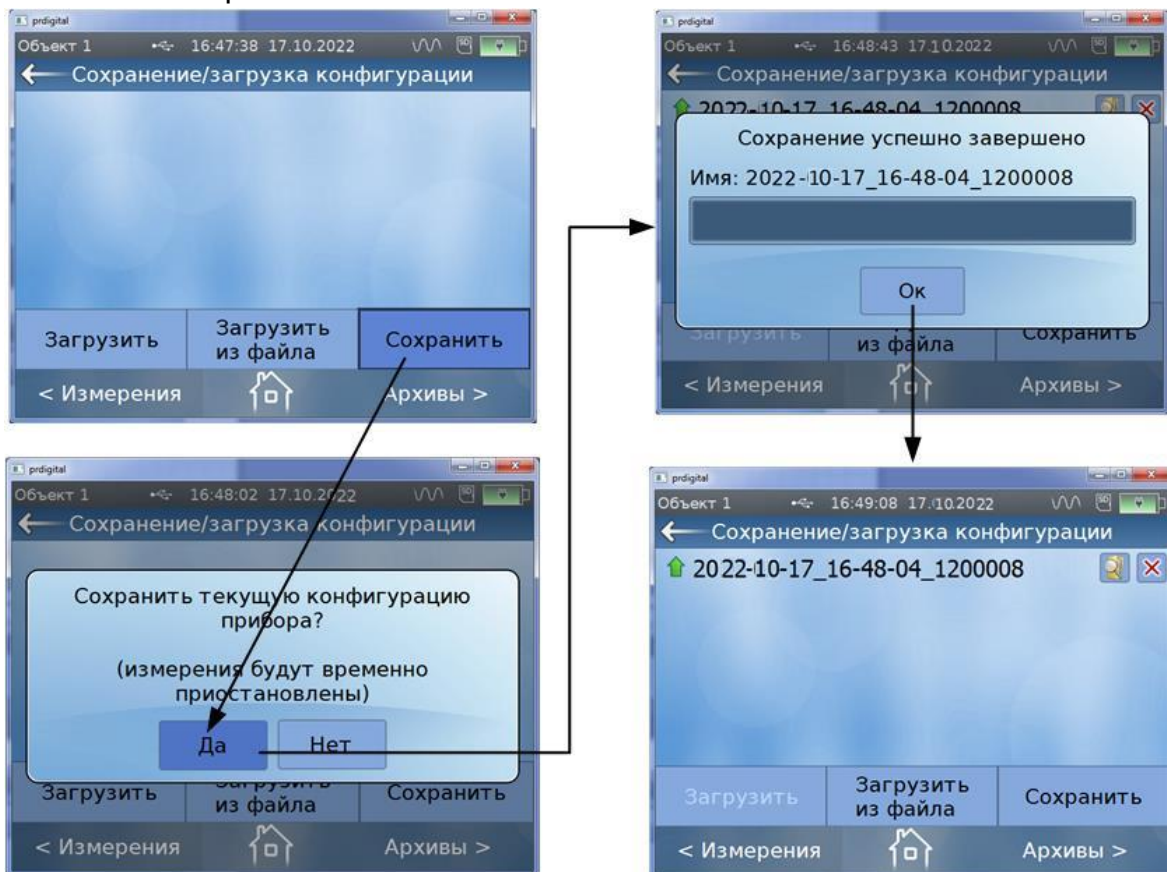 prdigital
Объект 1 16:47:38 17.10.2022 SD
Сохранение/загрузка конфигурации
Загрузить
Загрузить
из файла
Сохранить
< Измерения
Архивы >
prdigital
Объект 1 16:48:02 17.10.2022 SD
Сохранение/загрузка конфигурации
Сохранить текущую конфигурацию
прибора?
(измерения будут временно
приостановлены)
Да
Нет
Загрузить
Загрузить
из файла
Сохранить
< Измерения
Архивы >
prdigital
Объект 1 16:48:43 17.10.2022 SD
Сохранение/загрузка конфигурации
2022-10-17_16-48-04_1200008
Сохранение успешно завершено
Имя: 2022-10-17_16-48-04_1200008
Ок
Загрузить
из файла
Сохранить
< Измерения
Архивы >
prdigital
Объект 1 16:49:08 17.10.2022 SD
Сохранение/загрузка конфигурации
2022-10-17_16-48-04_1200008
Загрузить
Загрузить
из файла
Сохранить
< Измерения
Архивы >